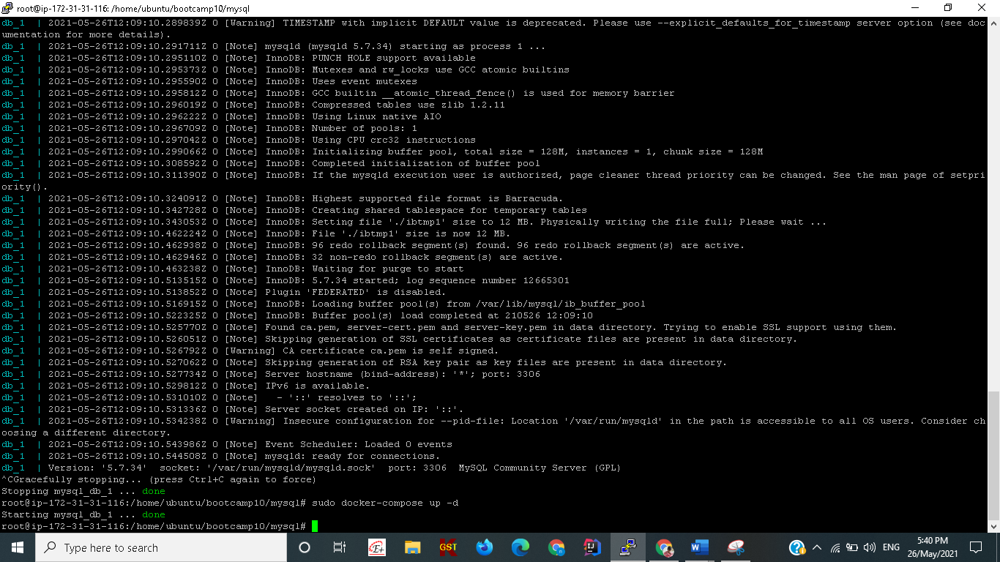 root@ip-172-31-31-116: /home/ubuntu/bootcamp10/mysql
db_1  | 2021-05-26T12:09:10.289839Z 0 [Warning] TIMESTAMP with implicit DEFAULT value is deprecated. Please use --explicit_defaults_for_timestamp server option (see doc
umentation for more details).
db_1  | 2021-05-26T12:09:10.291711Z 0 [Note] mysqld (mysqld 5.7.34) starting as process 1 ...
db_1  | 2021-05-26T12:09:10.295110Z 0 [Note] InnoDB: PUNCH HOLE support available
db_1  | 2021-05-26T12:09:10.295373Z 0 [Note] InnoDB: Mutexes and rw_locks use GCC atomic builtins
db_1  | 2021-05-26T12:09:10.295590Z 0 [Note] InnoDB: Uses event mutexes
db_1  | 2021-05-26T12:09:10.295812Z 0 [Note] InnoDB: GCC builtin __atomic_thread_fence() is used for memory barrier
db_1  | 2021-05-26T12:09:10.296019Z 0 [Note] InnoDB: Compressed tables use zlib 1.2.11
db_1  | 2021-05-26T12:09:10.296222Z 0 [Note] InnoDB: Using Linux native AIO
db_1  | 2021-05-26T12:09:10.296709Z 0 [Note] InnoDB: Number of pools: 1
db_1  | 2021-05-26T12:09:10.297042Z 0 [Note] InnoDB: Using CPU crc32 instructions
db_1  | 2021-05-26T12:09:10.299066Z 0 [Note] InnoDB: Initializing buffer pool, total size = 128M, instances = 1, chunk size = 128M
db_1  | 2021-05-26T12:09:10.308592Z 0 [Note] InnoDB: Completed initialization of buffer pool
db_1  | 2021-05-26T12:09:10.311390Z 0 [Note] InnoDB: If the mysqld execution user is authorized, page cleaner thread priority can be changed. See the man page of setpri
ority().
db_1  | 2021-05-26T12:09:10.324091Z 0 [Note] InnoDB: Highest supported file format is Barracuda.
db_1  | 2021-05-26T12:09:10.342728Z 0 [Note] InnoDB: Creating shared tablespace for temporary tables
db_1  | 2021-05-26T12:09:10.343053Z 0 [Note] InnoDB: Setting file './ibtmp1' size to 12 MB. Physically writing the file full; Please wait ...
db_1  | 2021-05-26T12:09:10.462224Z 0 [Note] InnoDB: File './ibtmp1' size is now 12 MB.
db_1  | 2021-05-26T12:09:10.462938Z 0 [Note] InnoDB: 96 redo rollback segment(s) found. 96 redo rollback segment(s) are active.
db_1  | 2021-05-26T12:09:10.462946Z 0 [Note] InnoDB: 32 non-redo rollback segment(s) are active.
db_1  | 2021-05-26T12:09:10.463238Z 0 [Note] InnoDB: Waiting for purge to start
db_1  | 2021-05-26T12:09:10.513515Z 0 [Note] InnoDB: 5.7.34 started; log sequence number 12665301
db_1  | 2021-05-26T12:09:10.513852Z 0 [Note] Plugin 'FEDERATED' is disabled.
db_1  | 2021-05-26T12:09:10.516915Z 0 [Note] InnoDB: Loading buffer pool(s) from /var/lib/mysql/ib_buffer_pool
db_1  | 2021-05-26T12:09:10.522325Z 0 [Note] InnoDB: Buffer pool(s) load completed at 210526 12:09:10
db_1  | 2021-05-26T12:09:10.525770Z 0 [Note] Found ca.pem, server-cert.pem and server-key.pem in data directory. Trying to enable SSL support using them.
db_1  | 2021-05-26T12:09:10.526051Z 0 [Note] Skipping generation of SSL certificates as certificate files are present in data directory.
db_1  | 2021-05-26T12:09:10.526792Z 0 [Warning] CA certificate ca.pem is self signed.
db_1  | 2021-05-26T12:09:10.527062Z 0 [Note] Skipping generation of RSA key pair as key files are present in data directory.
db_1  | 2021-05-26T12:09:10.527734Z 0 [Note] Server hostname (bind-address): '*'; port: 3306
db_1  | 2021-05-26T12:09:10.529812Z 0 [Note] IPv6 is available.
db_1  | 2021-05-26T12:09:10.531010Z 0 [Note]   - '::' resolves to '::';
db_1  | 2021-05-26T12:09:10.531336Z 0 [Note] Server socket created on IP: '::'.
db_1  | 2021-05-26T12:09:10.534238Z 0 [Warning] Insecure configuration for --pid-file: Location '/var/run/mysqld' in the path is accessible to all OS users. Consider ch
oosing a different directory.
db_1  | 2021-05-26T12:09:10.543986Z 0 [Note] Event Scheduler: Loaded 0 events
db_1  | 2021-05-26T12:09:10.544508Z 0 [Note] mysqld: ready for connections.
db_1  | Version: '5.7.34'  socket: '/var/run/mysqld/mysqld.sock'  port: 3306  MySQL Community Server (GPL)
^CGracefully stopping... (press Ctrl+C again to force)
Stopping mysql_db_1 ... done
root@ip-172-31-31-116:/home/ubuntu/bootcamp10/mysql# sudo docker-compose up -d
Starting mysql_db_1 ... done
root@ip-172-31-31-116:/home/ubuntu/bootcamp10/mysql#
Type here to search
GST
ENG
5:40 PM
26/May/2021